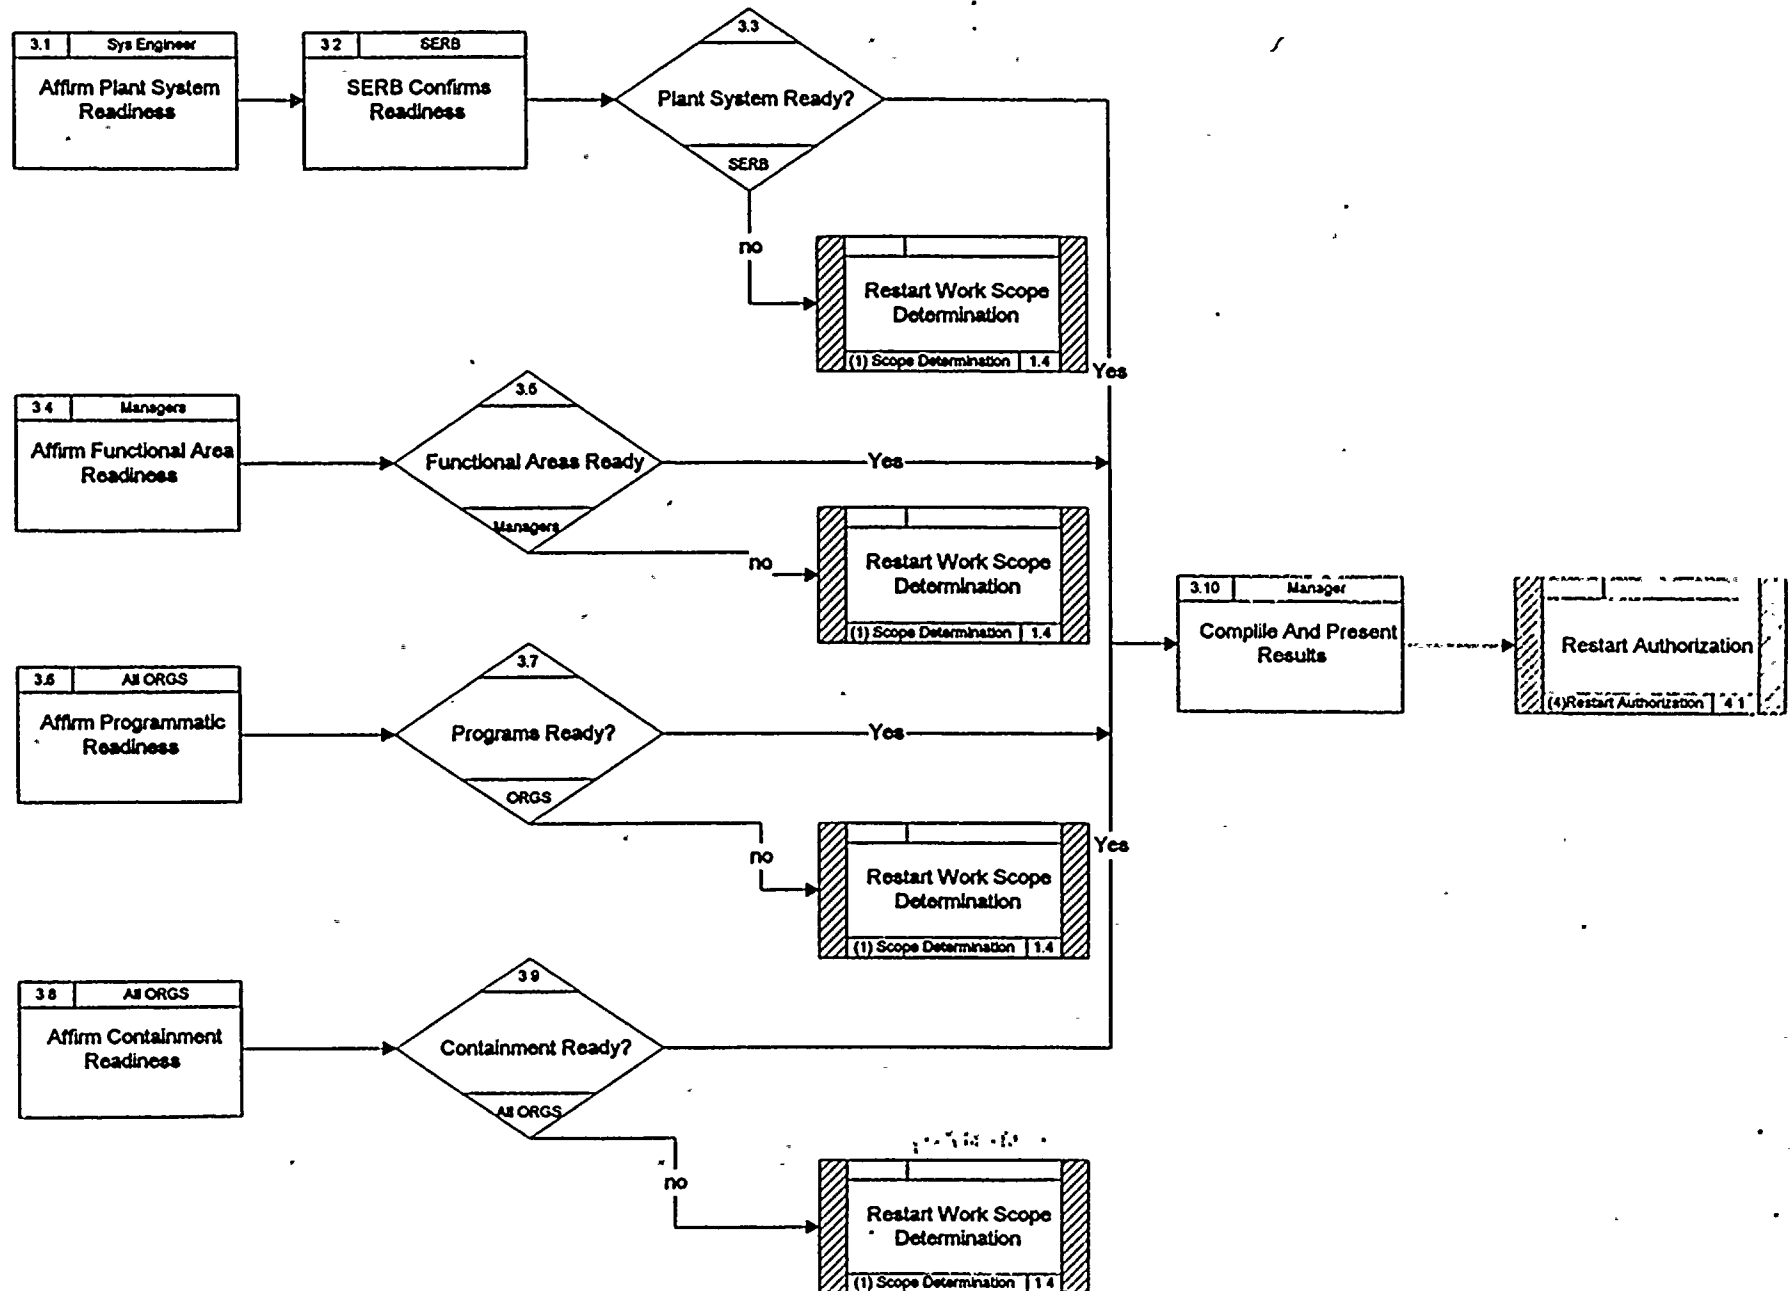 3.1 Sys Engineer
Affirm Plant System
Readiness
3 2 SERB
SERB Confirms
Readiness
3.3
Plant System Ready?
SERB
no
Restart Work Scope
Determination
(1) Scope Determination 1.4
Yes
3 4 Managers
Affirm Functional Area
Readiness
3.5
Functional Areas Ready
Managers
Yes
no
Restart Work Scope
Determination
(1) Scope Determination 1.4
3.10 Manager
Complile And Present
Results
Restart Authorization
(4)Restart Authorization 4 1
3.6 All ORGS
Affirm Programmatic
Readiness
3.7
Programs Ready?
ORGS
Yes
no
Restart Work Scope
Determination
(1) Scope Determination 1.4
Yes
3 8 All ORGS
Affirm Containment
Readiness
3 9
Containment Ready?
All ORGS
no
Restart Work Scope
Determination
(1) Scope Determination 1 4